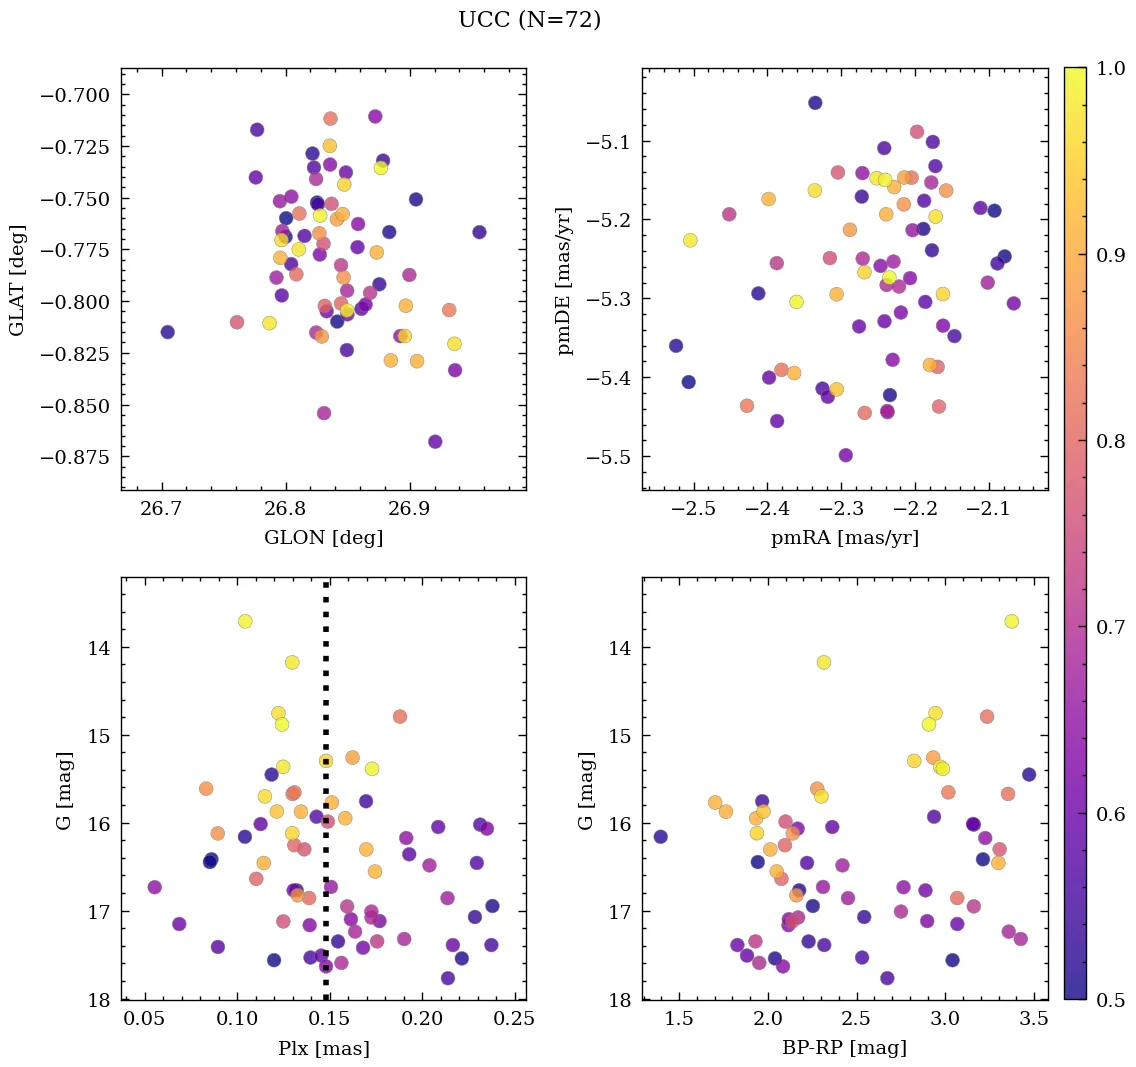 UCC (N=72)
−0.700
−0.725
−0.750
−0.775
−0.800
−0.825
−0.850
−0.875
GLAT [deg]
26.7 26.8 26.9
GLON [deg]
−5.1
−5.2
−5.3
−5.4
−5.5
pmDE [mas/yr]
−2.5 −2.4 −2.3 −2.2 −2.1
pmRA [mas/yr]
14
15
16
17
18
G [mag]
0.05 0.10 0.15 0.20 0.25
Plx [mas]
14
15
16
17
18
G [mag]
1.5 2.0 2.5 3.0 3.5
BP-RP [mag]
1.0
0.9
0.8
0.7
0.6
0.5